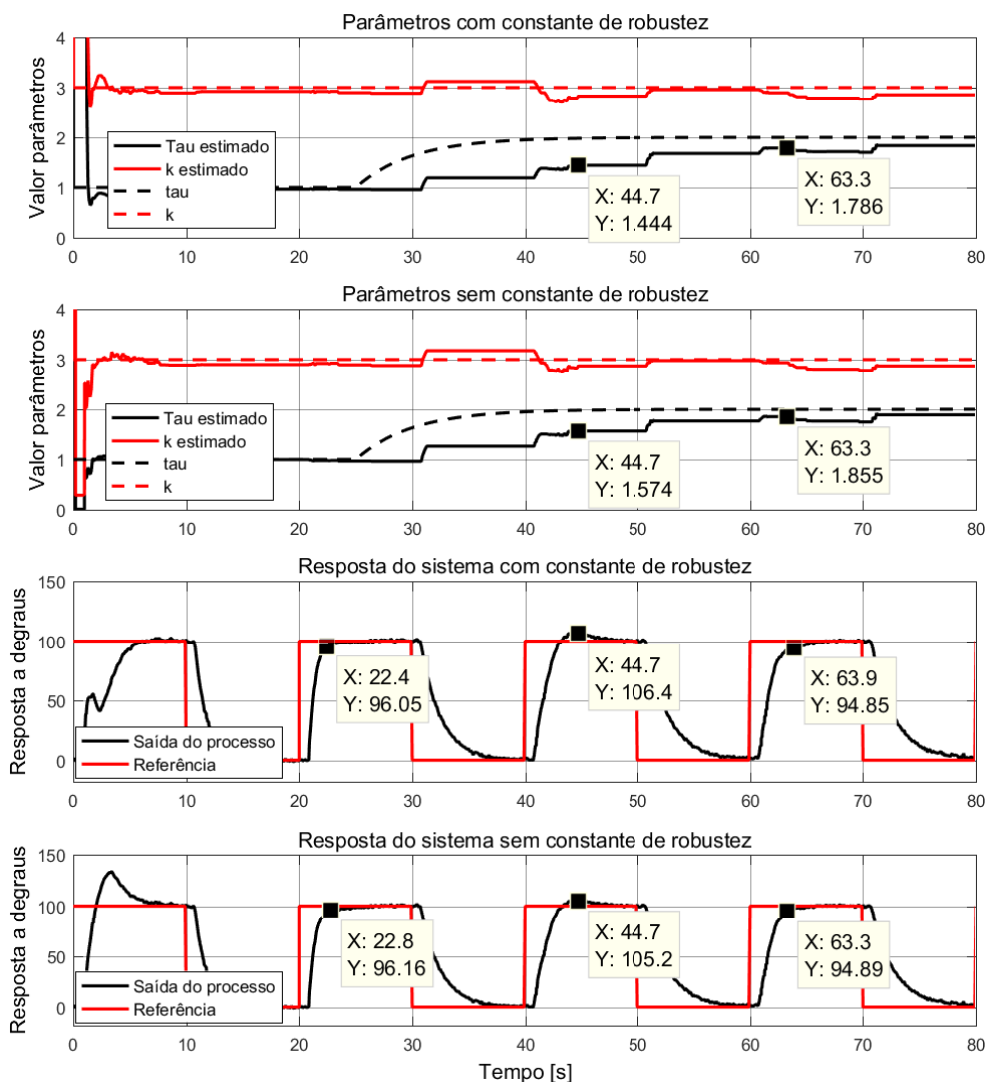 Parâmetros com constante de robustez
Valor parâmetros
4
3
2
1
0
Tau estimado
k estimado
tau
k
X: 44.7
Y: 1.444
X: 63.3
Y: 1.786
0 10 20 30 40 50 60 70 80
Parâmetros sem constante de robustez
Valor parâmetros
4
3
2
1
0
Tau estimado
k estimado
tau
k
X: 44.7
Y: 1.574
X: 63.3
Y: 1.855
0 10 20 30 40 50 60 70 80
Resposta do sistema com constante de robustez
Resposta a degraus
150
100
50
0
X: 22.4
Y: 96.05
X: 44.7
Y: 106.4
X: 63.9
Y: 94.85
Saída do processo
Referência
0 10 20 30 40 50 60 70 80
Resposta do sistema sem constante de robustez
Resposta a degraus
150
100
50
0
X: 22.8
Y: 96.16
X: 44.7
Y: 105.2
X: 63.3
Y: 94.89
Saída do processo
Referência
0 10 20 30 40 50 60 70 80
Tempo [s]